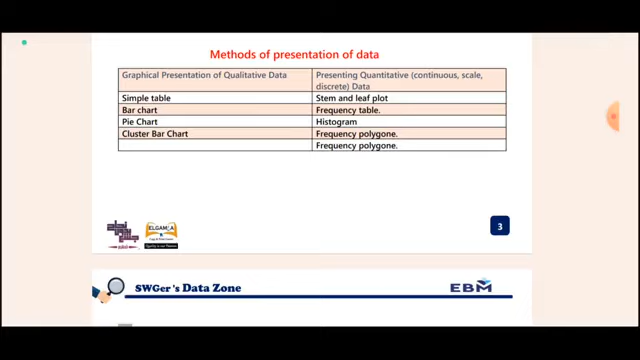 Methods of presentation of data
Graphical Presentation of Qualitative Data
Presenting Quantitative (continuous, scale, discrete) Data
Simple table
Stem and leaf plot
Bar chart
Frequency table.
Pie Chart
Histogram
Cluster Bar Chart
Frequency polygone.
Frequency polygone.
ELGAMLA
3
SWGer's Data Zone
EBM